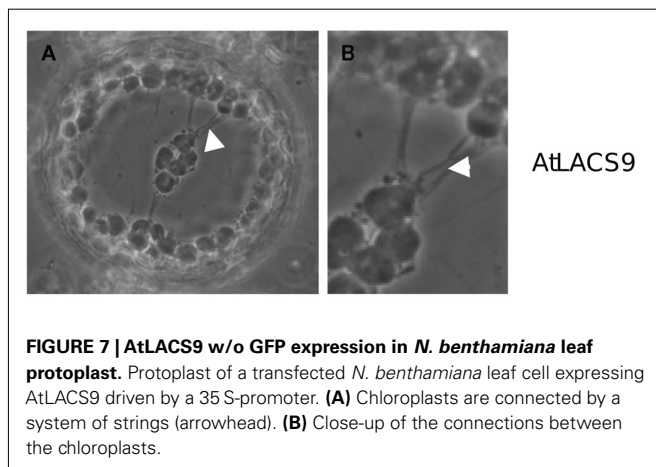 A
B
AtLACS9
FIGURE 7 | AtLACS9 w/o GFP expression in N. benthamiana leaf
protoplast. Protoplast of a transfected N. benthamiana leaf cell expressing
AtLACS9 driven by a 35 S-promoter. (A) Chloroplasts are connected by a
system of strings (arrowhead). (B) Close-up of the connections between
the chloroplasts.